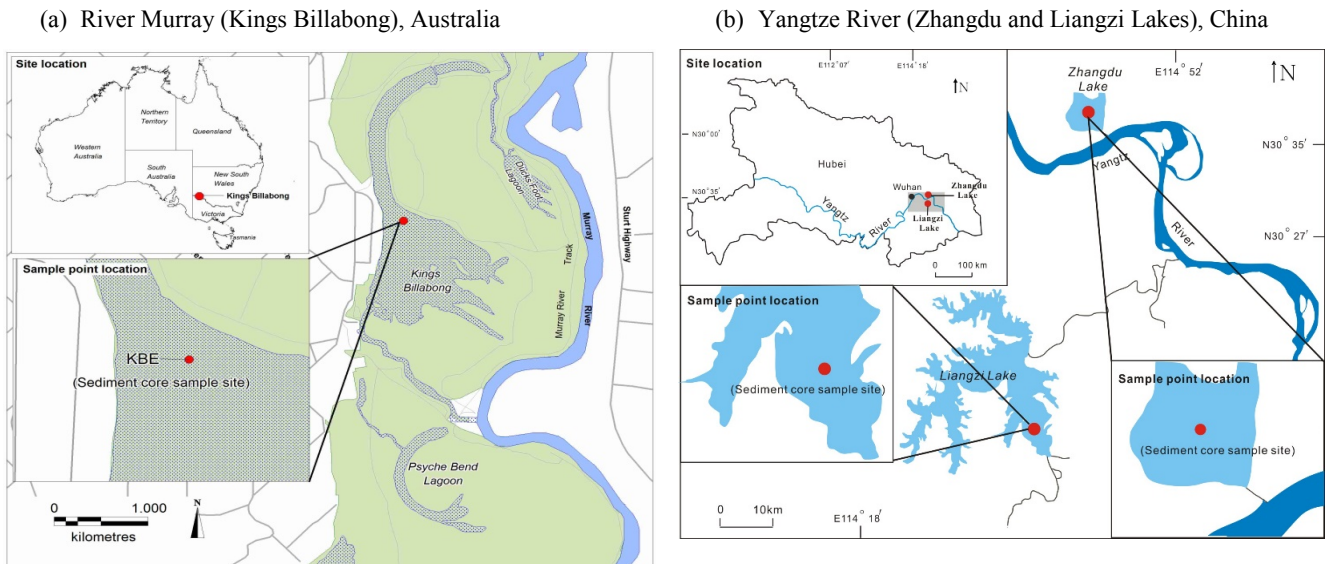 (a) River Murray (Kings Billabong), Australia
Site location
Northern
Territory
Queensland
Western
Australia
South
Australia
New South
Wales
Kings Billabong
Victoria
Tasmania
Sample point location
KBE
(Sediment core sample site)
0 1,000
kilometres
N
Ducks Foot
Lagoon
Kings
Billabong
Murray River Track
Murray River
Sturt Highway
Psyche Bend
Lagoon
(b) Yangtze River (Zhangdu and Liangzi Lakes), China
Site location
E112° 07′
E114° 18′
N
N30° 00′
N30° 35′
Hubei
Wuhan
Zhangdu
Lake
Liangzi
Lake
Yangtz
River
0 100 km
Zhangdu
Lake
E114° 52′
N
N30° 35′
N30° 27′
Yangtz
River
Sample point location
(Sediment core sample site)
Liangzi Lake
Sample point location
(Sediment core sample site)
0 10km
E114° 18′